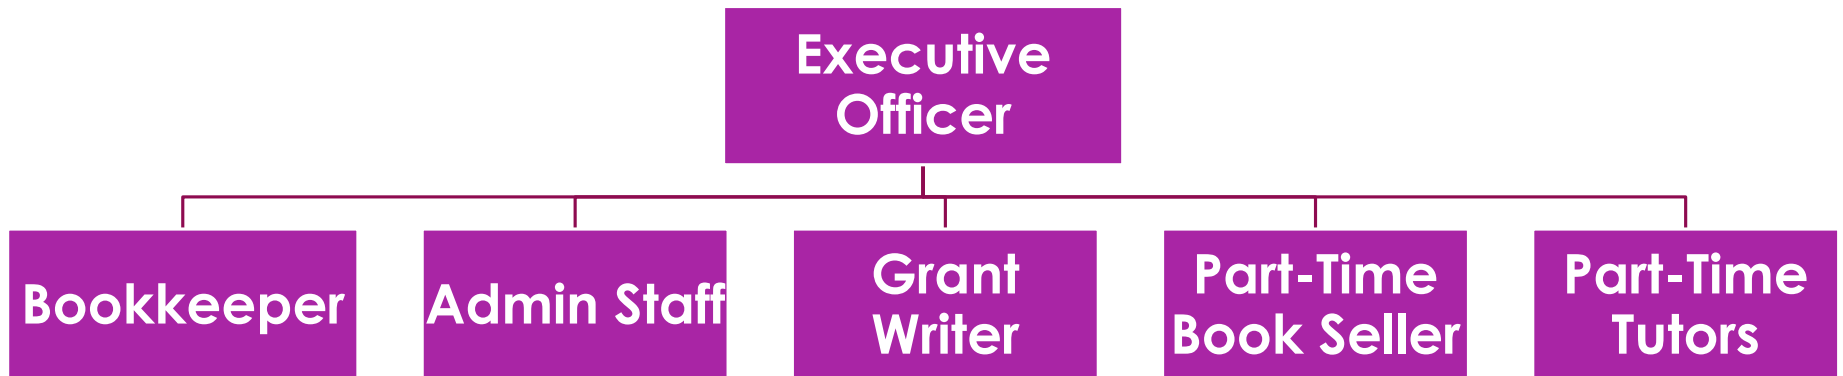 Executive
Officer
Bookkeeper
Admin Staff
Grant
Writer
Part-Time
Book Seller
Part-Time
Tutors